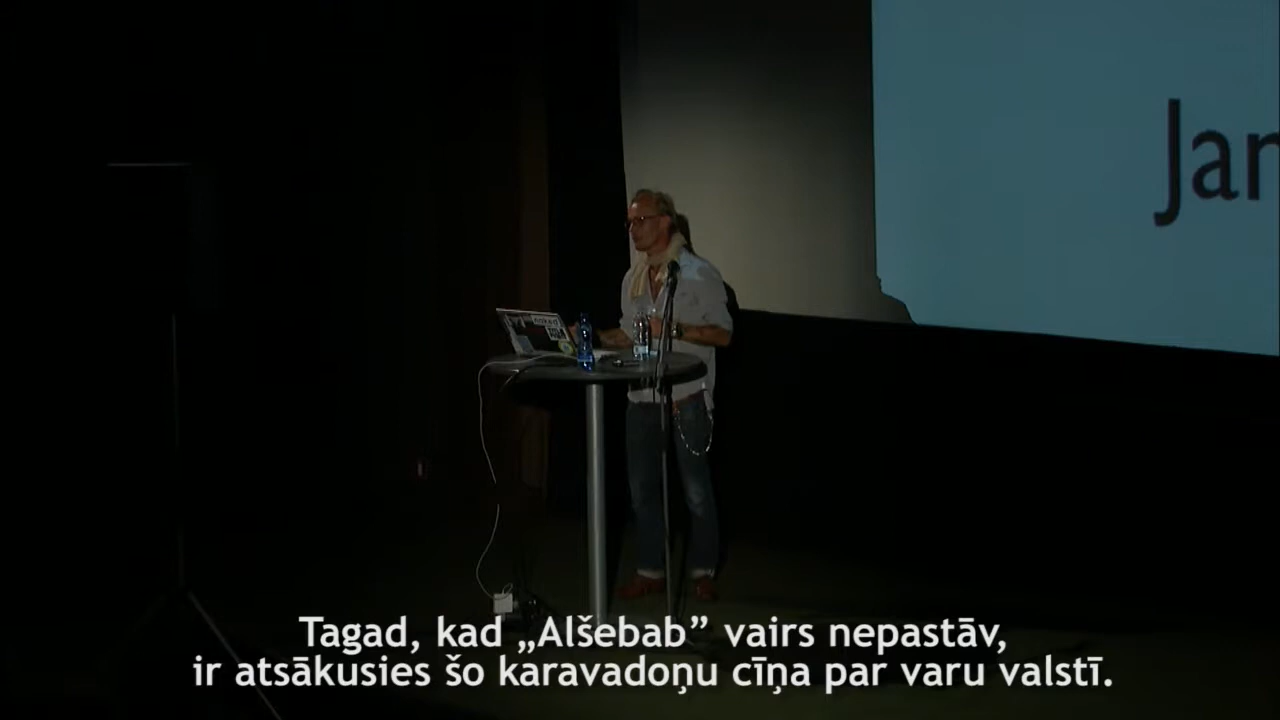 Jan
Tagad, kad „Alšebab” vairs nepastāv,
ir atsākusies šo karavadoņu cīņa par varu valstī.